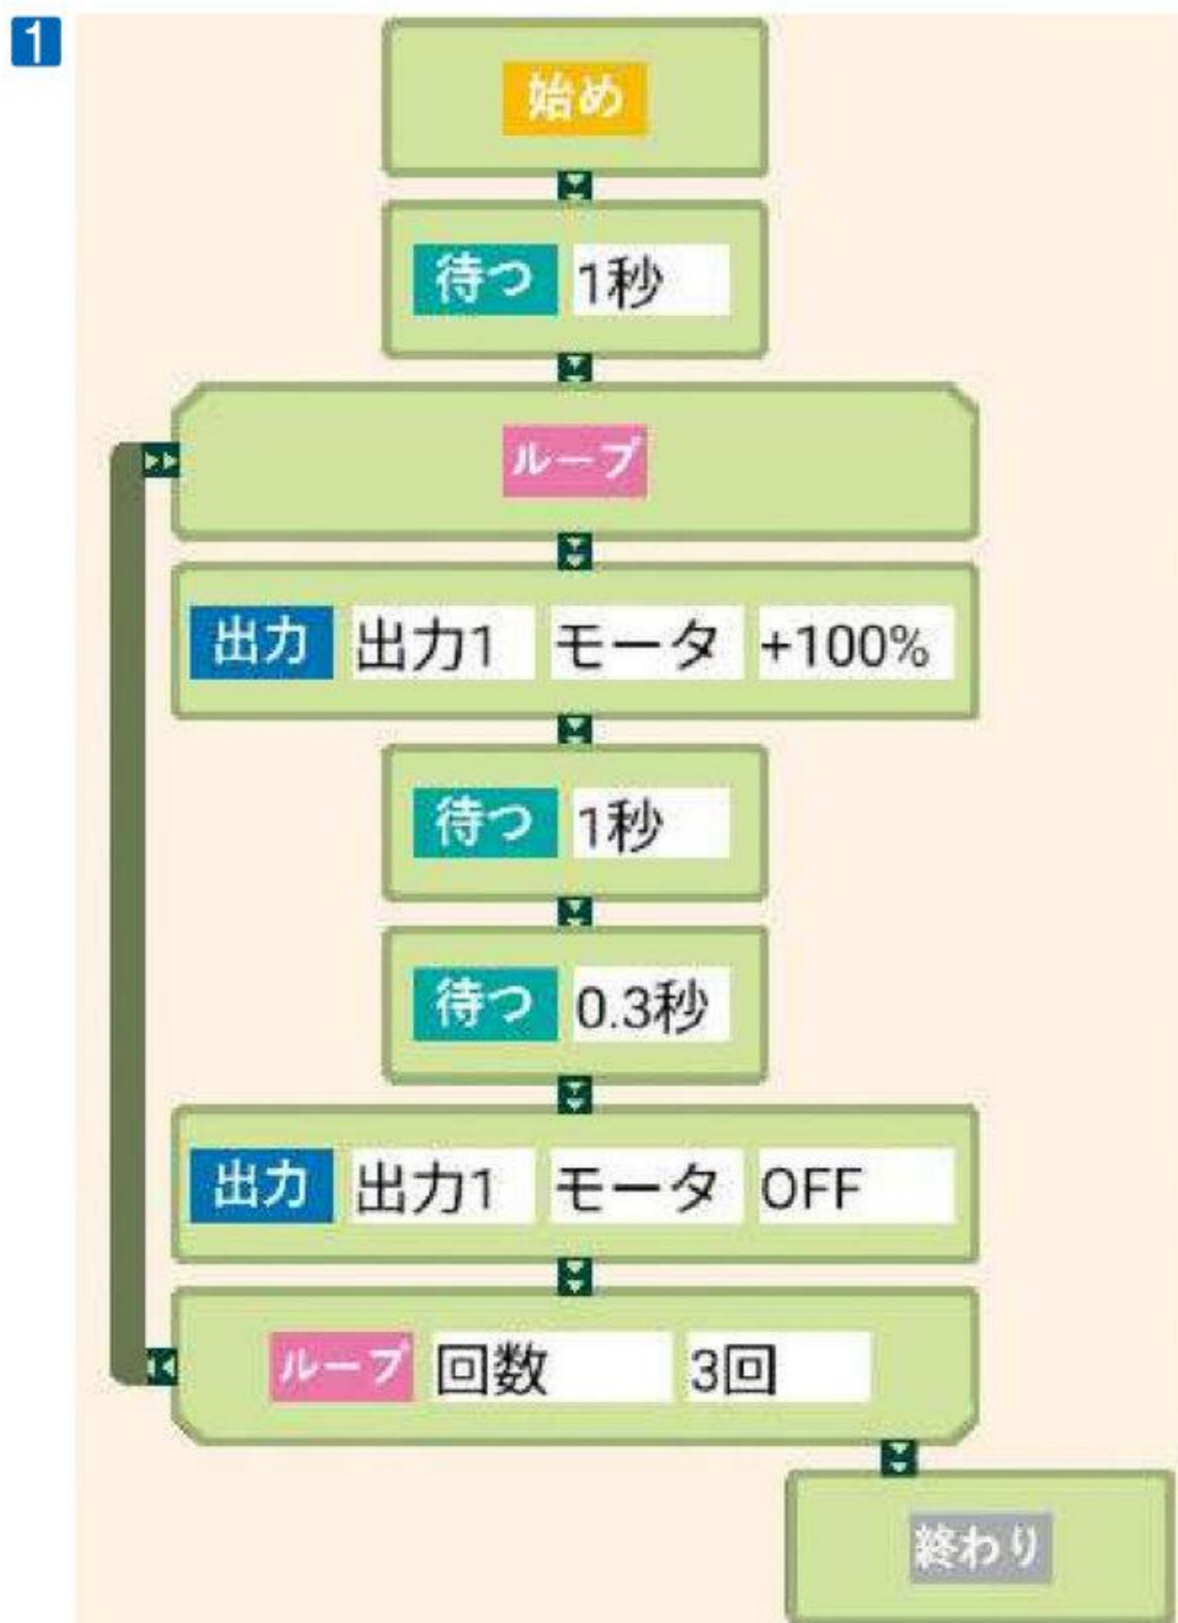 1
始め
待つ 1秒
ループ
出力 出力1 モータ +100%
待つ 1秒
待つ 0.3秒
出力 出力1 モータ OFF
ループ 回数 3回
終わり